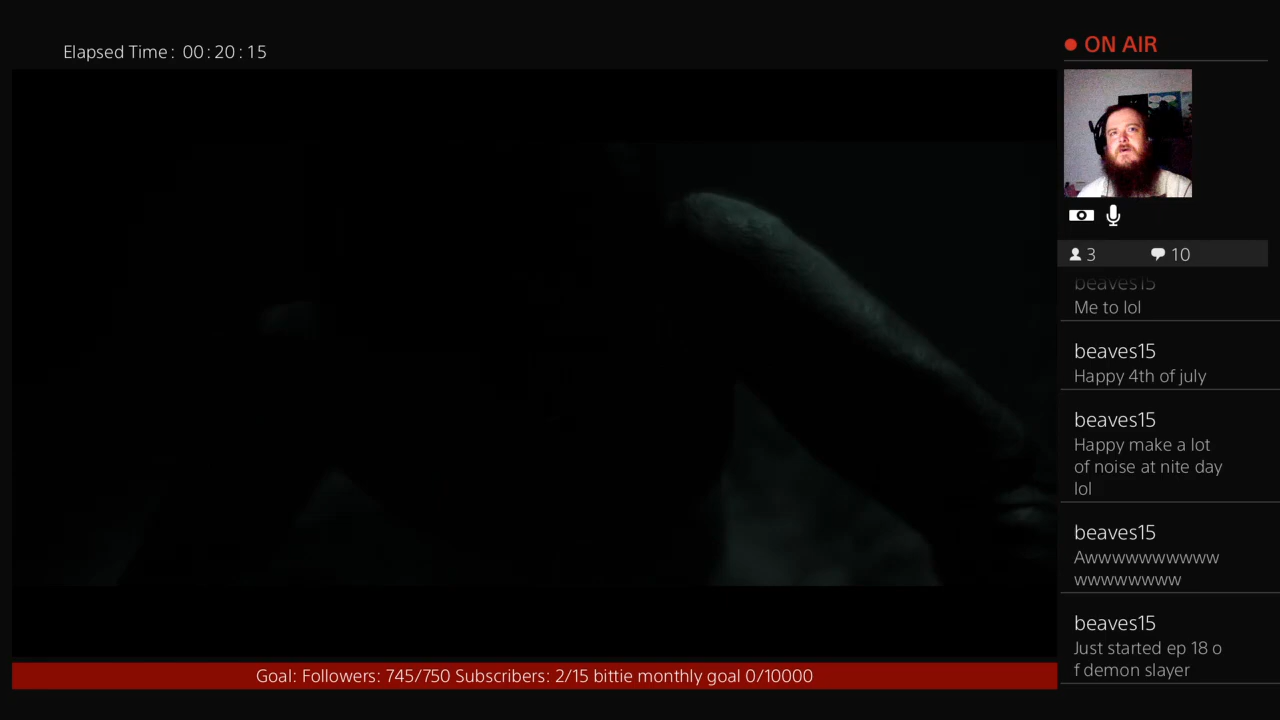 Elapsed Time: 00:20:15
ON AIR
3 10
beaves15
Me to lol
beaves15
Happy 4th of july
beaves15
Happy make a lot
of noise at nite day
lol
beaves15
Awwwwwwwwww
wwwwwwwww
beaves15
Just started ep 18 o
f demon slayer
Goal: Followers: 745/750 Subscribers: 2/15 bittie monthly goal 0/10000